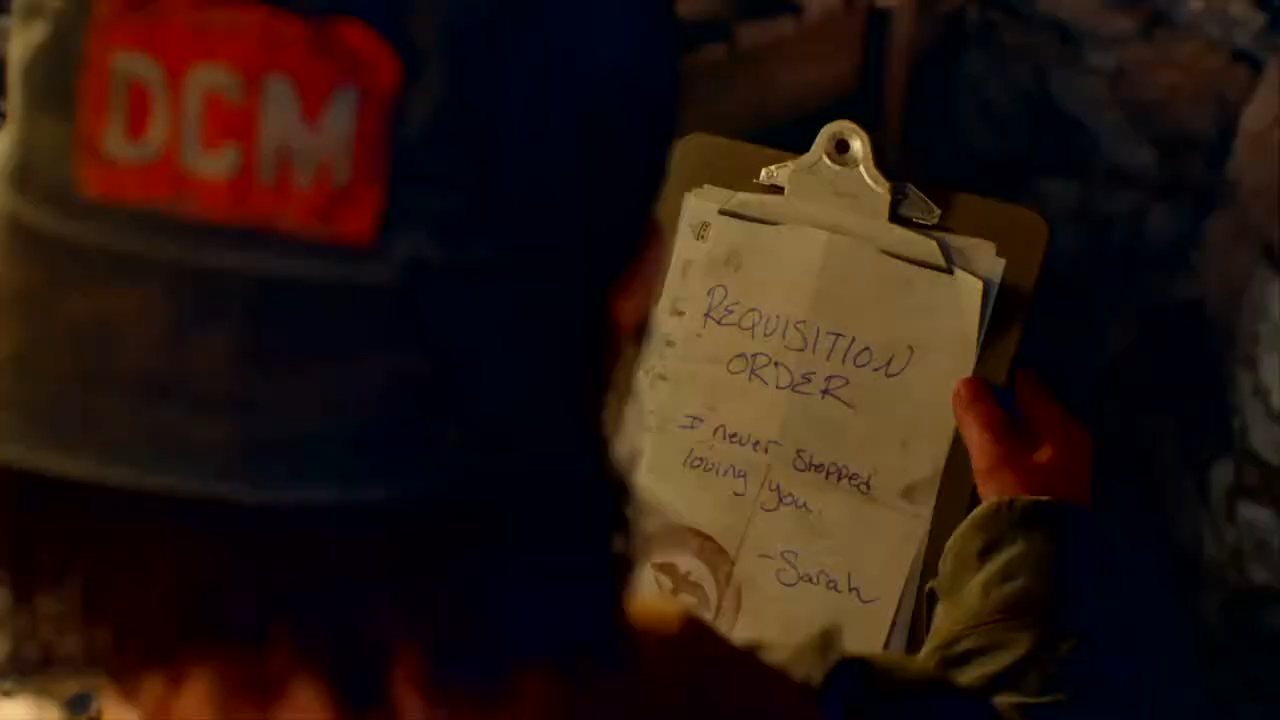 DCM
REQUISITION
ORDER
I never stopped
loving you.
-Sarah